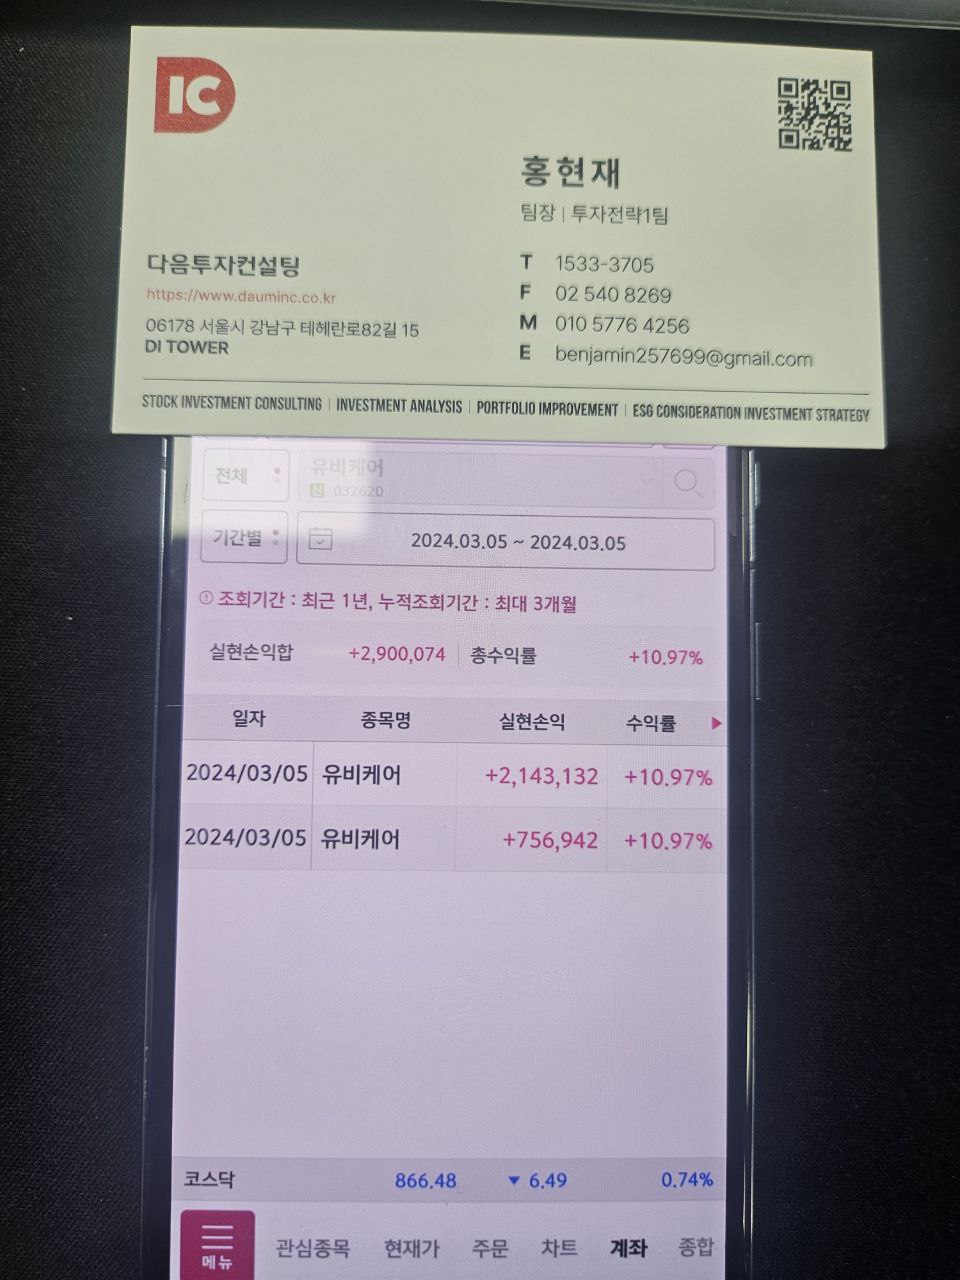 IC
홍현재
팀장 | 투자전략1팀
다음투자컨설팅
https://www.dauminc.co.kr
06178 서울시 강남구 테헤란로82길 15
DI TOWER
T 1533-3705
F 02 540 8269
M 010 5776 4256
E benjamin257699@gmail.com
STOCK INVESTMENT CONSULTING | INVESTMENT ANALYSIS | PORTFOLIO IMPROVEMENT | ESG CONSIDERATION INVESTMENT STRATEGY
전체 유비케어
신 032620
기간별 2024.03.05 ~ 2024.03.05
조회기간 : 최근 1년, 누적조회기간 : 최대 3개월
실현손익합 +2,900,074 총수익률 +10.97%
일자 종목명 실현손익 수익률
2024/03/05 유비케어 +2,143,132 +10.97%
2024/03/05 유비케어 +756,942 +10.97%
코스닥 866.48 ▼ 6.49 0.74%
메뉴 관심종목 현재가 주문 차트 계좌 종합